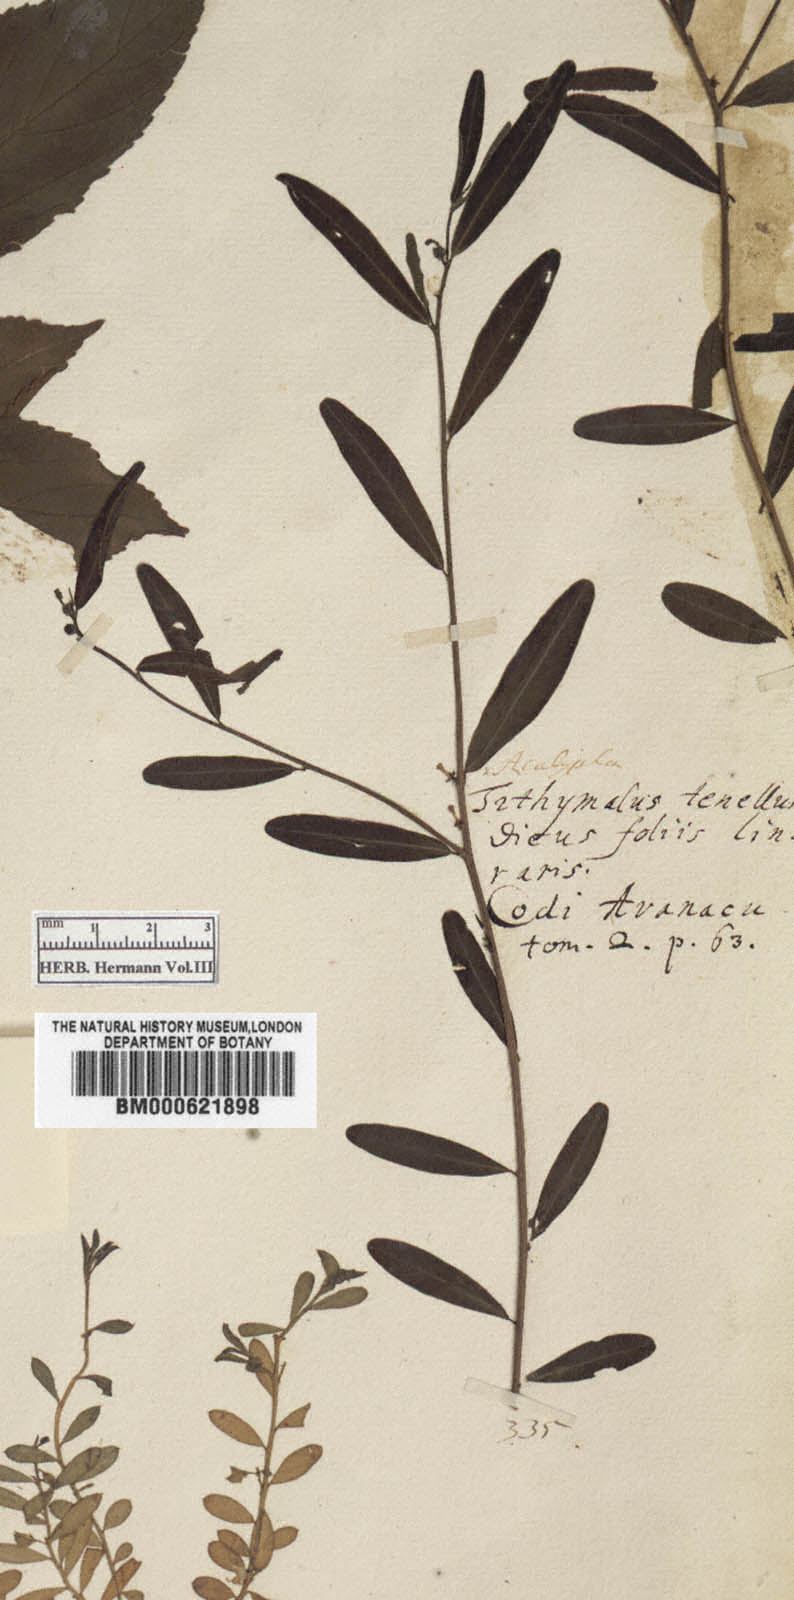 Acalypha
Tithymalus tenellus
dicus foliis lin.
raris.
Codi Avanacu
tom. 2. p. 63.
mm 1 2 3
HERB. Hermann Vol.III
THE NATURAL HISTORY MUSEUM,LONDON
DEPARTMENT OF BOTANY
BM000621898
335.